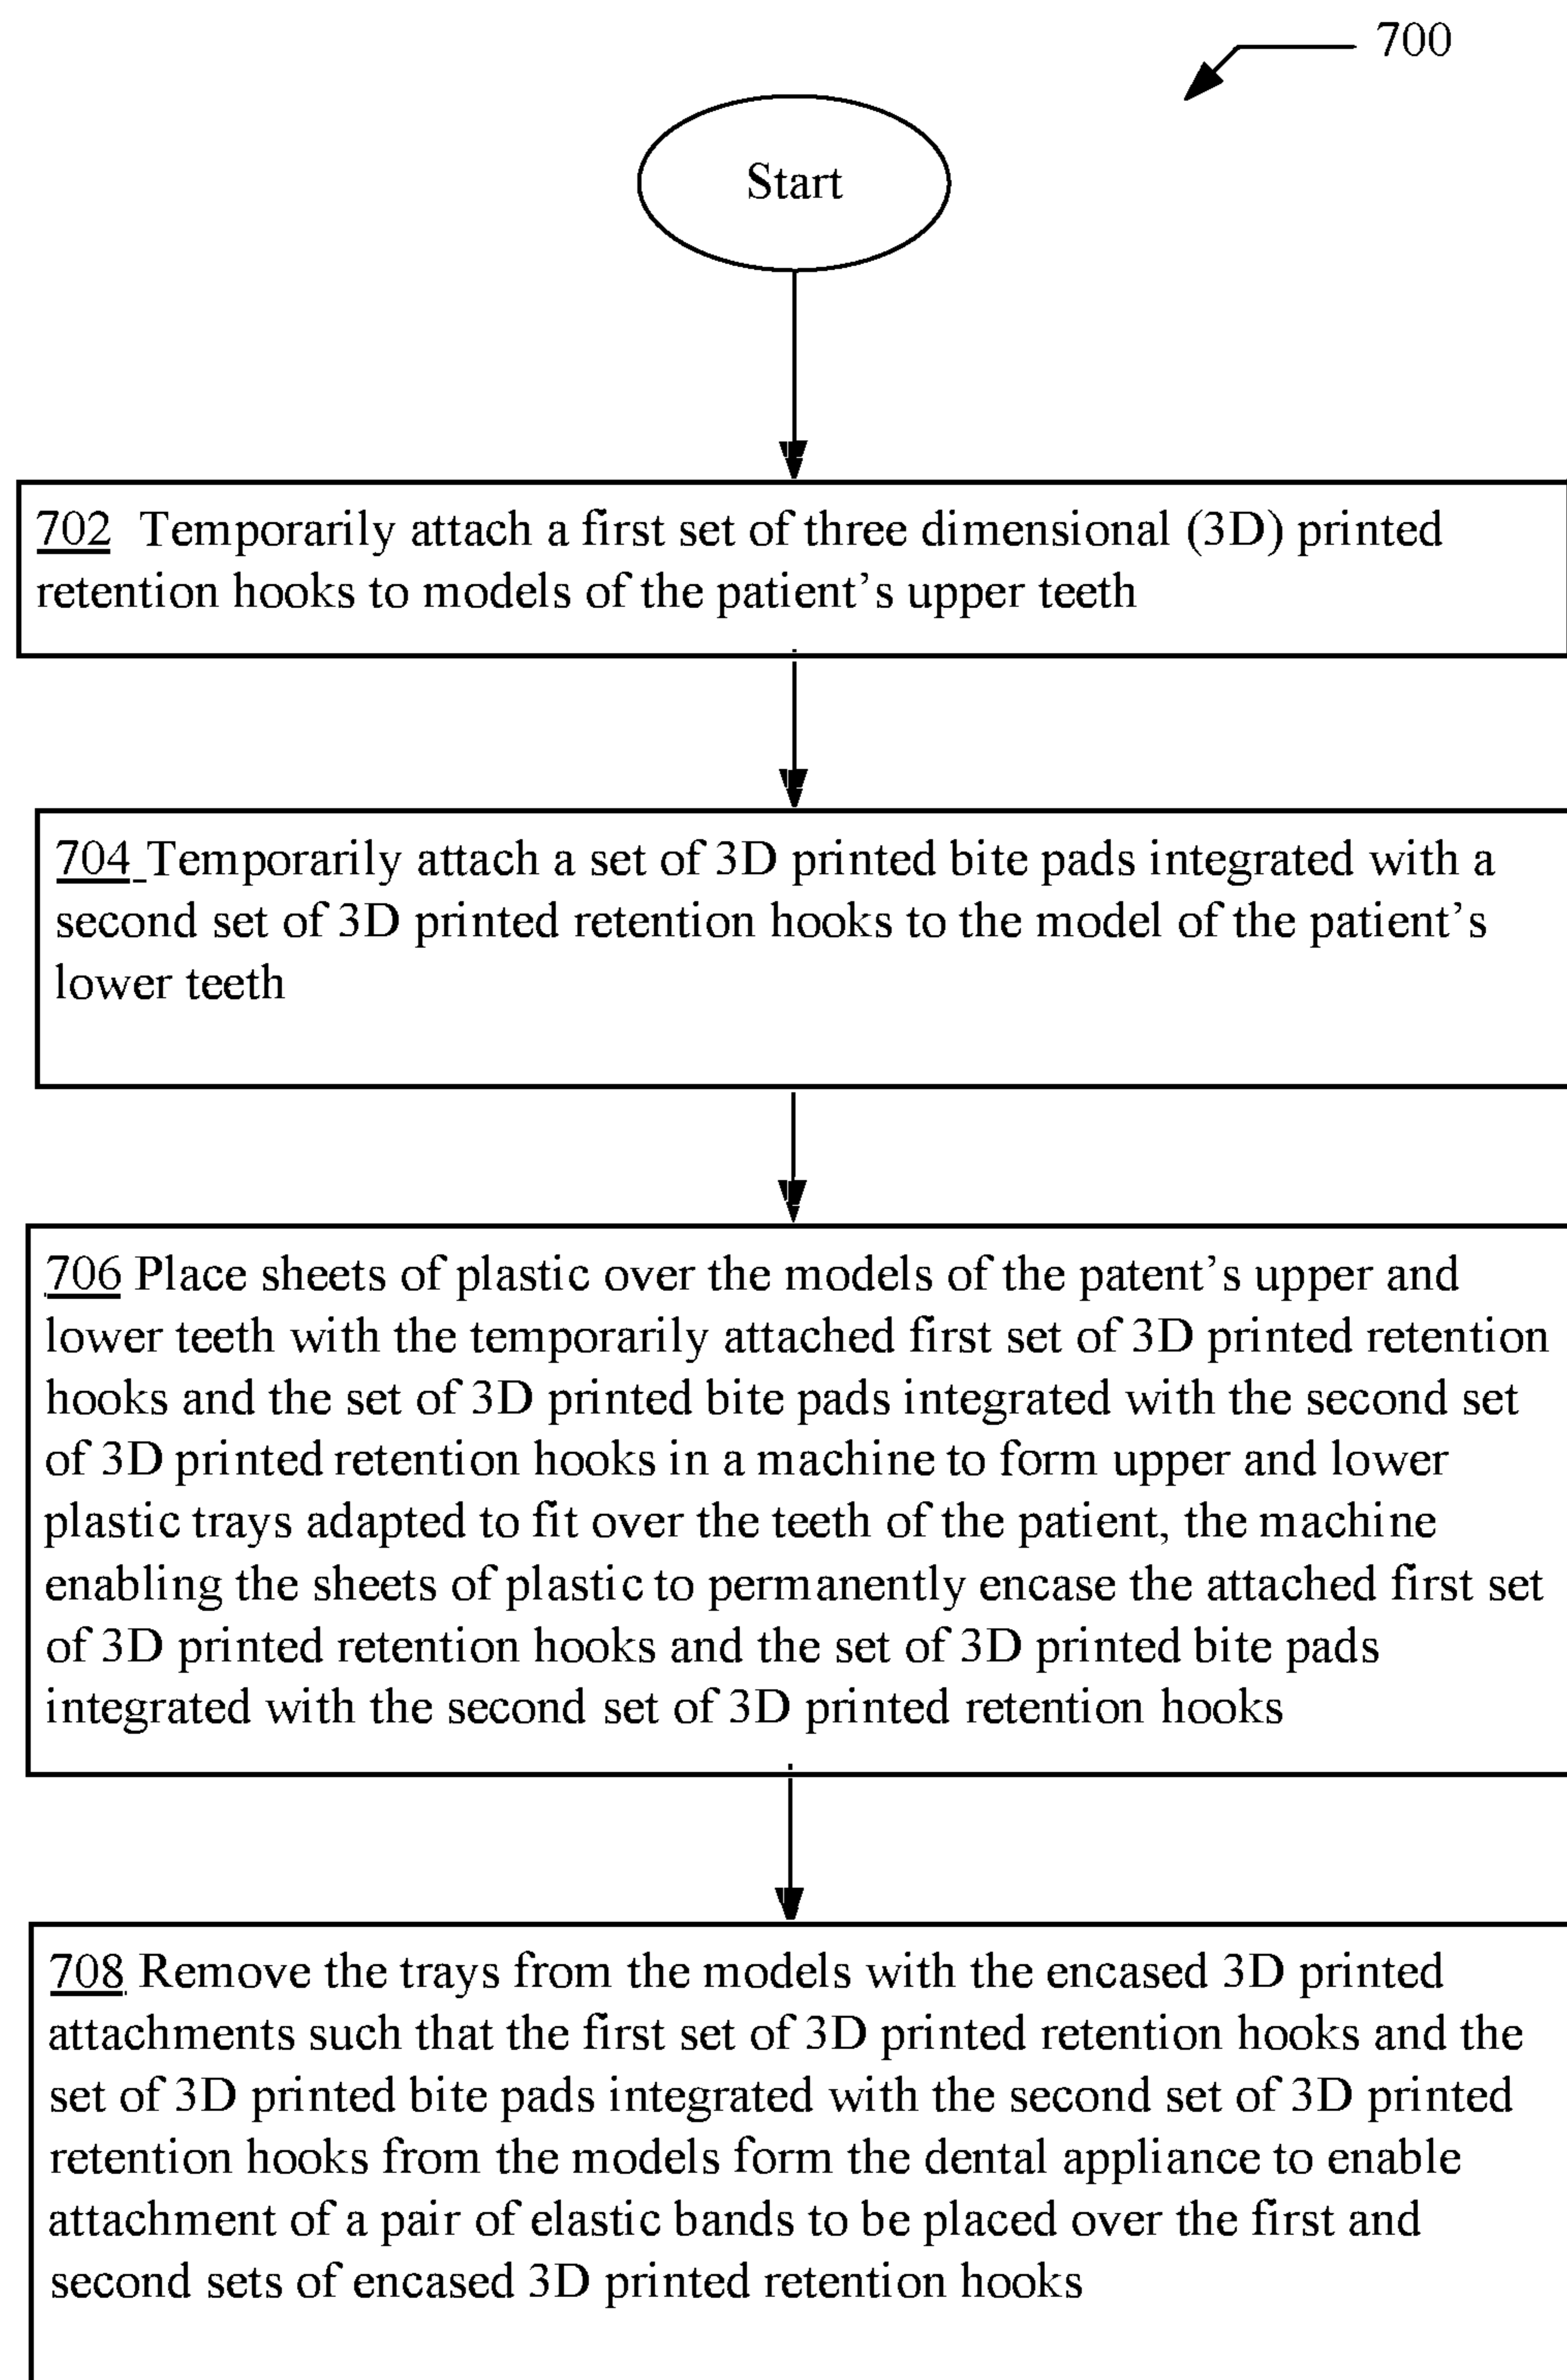 700
Start
702 Temporarily attach a first set of three dimensional (3D) printed
retention hooks to models of the patient's upper teeth
704 Temporarily attach a set of 3D printed bite pads integrated with a
second set of 3D printed retention hooks to the model of the patient's
lower teeth
706 Place sheets of plastic over the models of the patent's upper and
lower teeth with the temporarily attached first set of 3D printed retention
hooks and the set of 3D printed bite pads integrated with the second set
of 3D printed retention hooks in a machine to form upper and lower
plastic trays adapted to fit over the teeth of the patient, the machine
enabling the sheets of plastic to permanently encase the attached first set
of 3D printed retention hooks and the set of 3D printed bite pads
integrated with the second set of 3D printed retention hooks
708 Remove the trays from the models with the encased 3D printed
attachments such that the first set of 3D printed retention hooks and the
set of 3D printed bite pads integrated with the second set of 3D printed
retention hooks from the models form the dental appliance to enable
attachment of a pair of elastic bands to be placed over the first and
second sets of encased 3D printed retention hooks